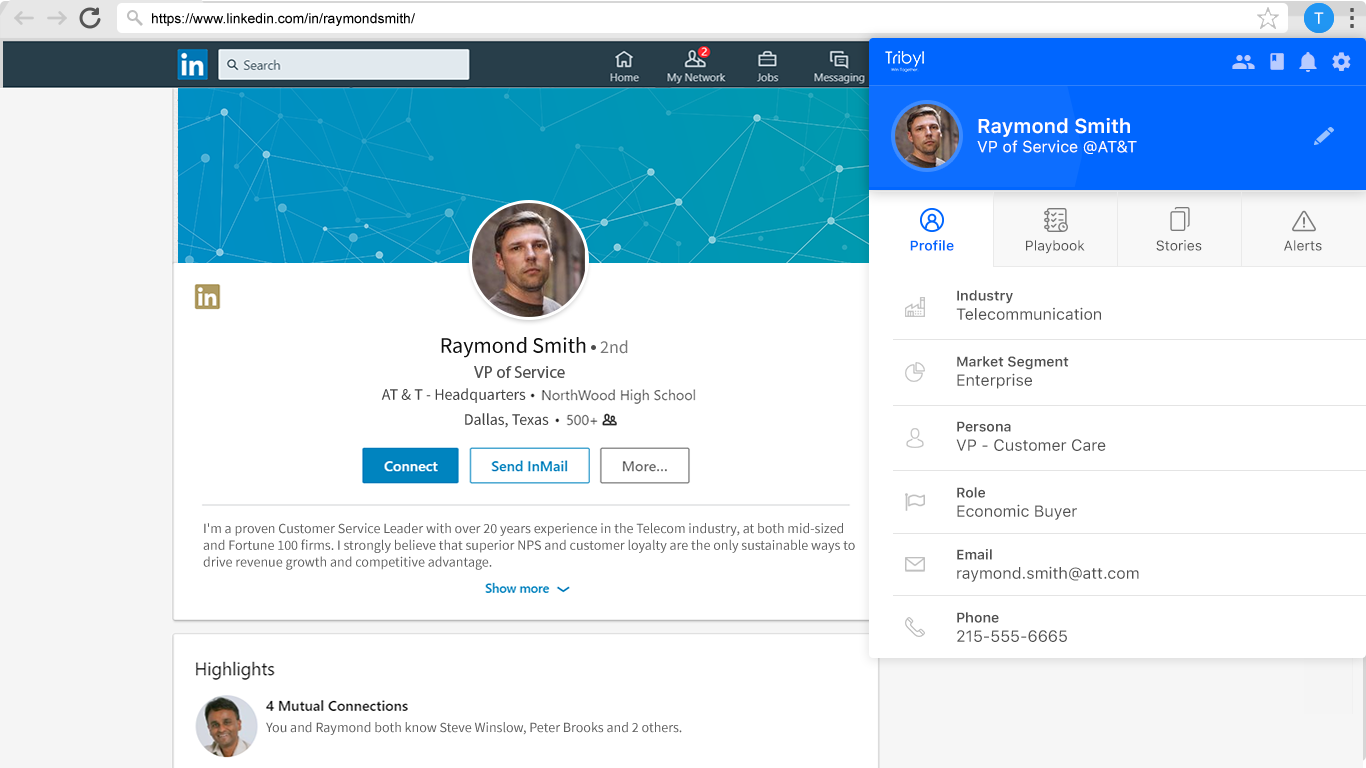 https://www.linkedin.com/in/raymondsmith/
T
in
Search
Home
2
My Network
Jobs
Messaging
in
Raymond Smith • 2nd
VP of Service
AT & T - Headquarters • NorthWood High School
Dallas, Texas • 500+
Connect
Send InMail
More...
I'm a proven Customer Service Leader with over 20 years experience in the Telecom industry, at both mid-sized
and Fortune 100 firms. I strongly believe that superior NPS and customer loyalty are the only sustainable ways to
drive revenue growth and competitive advantage.
Show more
Highlights
4 Mutual Connections
You and Raymond both know Steve Winslow, Peter Brooks and 2 others.
Tribyl
Win Together
Raymond Smith
VP of Service @AT&T
Profile
Playbook
Stories
Alerts
Industry
Telecommunication
Market Segment
Enterprise
Persona
VP - Customer Care
Role
Economic Buyer
Email
raymond.smith@att.com
Phone
215-555-6665